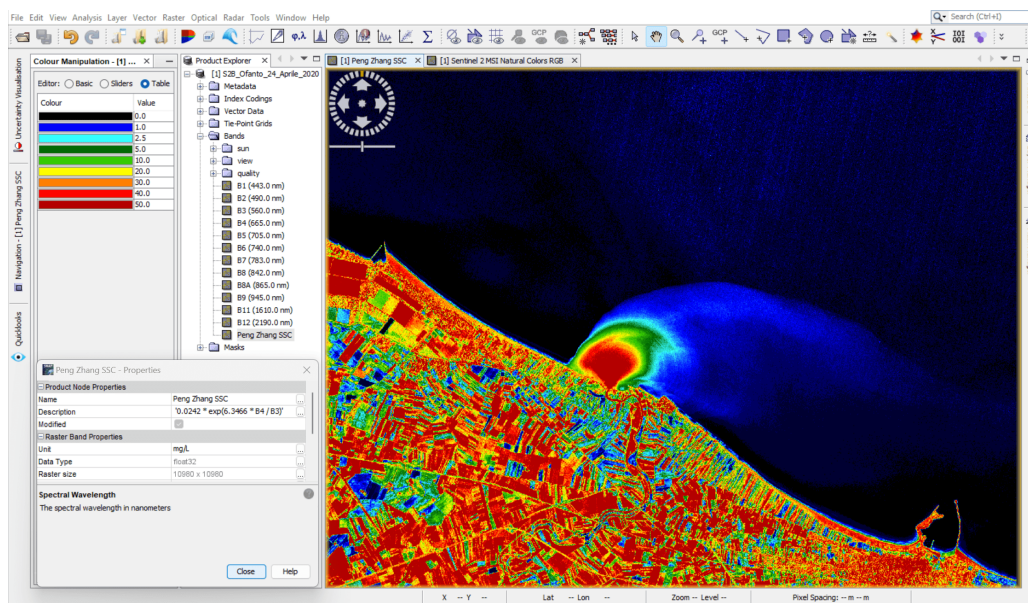 File Edit View Analysis Layer Vector Raster Optical Radar Tools Window Help
Search (Ctrl+I)
GCP
GCP
φ,λ
Σ
Colour Manipulation - [1] ...
Product Explorer
[1] Peng Zhang SSC
[1] Sentinel 2 MSI Natural Colors RGB
Uncertainty Visualisation
Navigation - [1] Peng Zhang SSC
Quicklooks
Editor: Basic Sliders Table
Colour Value
0.0
1.0
2.5
5.0
10.0
20.0
30.0
40.0
50.0
[1] S2B_Ofanto_24_Aprile_2020
Metadata
Index Codings
Vector Data
Tie-Point Grids
Bands
sun
view
quality
B1 (443.0 nm)
B2 (490.0 nm)
B3 (560.0 nm)
B4 (665.0 nm)
B5 (705.0 nm)
B6 (740.0 nm)
B7 (783.0 nm)
B8 (842.0 nm)
B8A (865.0 nm)
B9 (945.0 nm)
B11 (1610.0 nm)
B12 (2190.0 nm)
Peng Zhang SSC
Masks
Peng Zhang SSC - Properties
Product Node Properties
Name Peng Zhang SSC ...
Description '0.0242 * exp(6.3466 * B4 / B3)' ...
Modified
Raster Band Properties
Unit mg/L ...
Data Type float32 ...
Raster size 10980 x 10980 ...
Spectral Wavelength
The spectral wavelength in nanometers
Close Help
X -- Y -- Lat -- Lon -- Zoom -- Level -- Pixel Spacing: -- m -- m